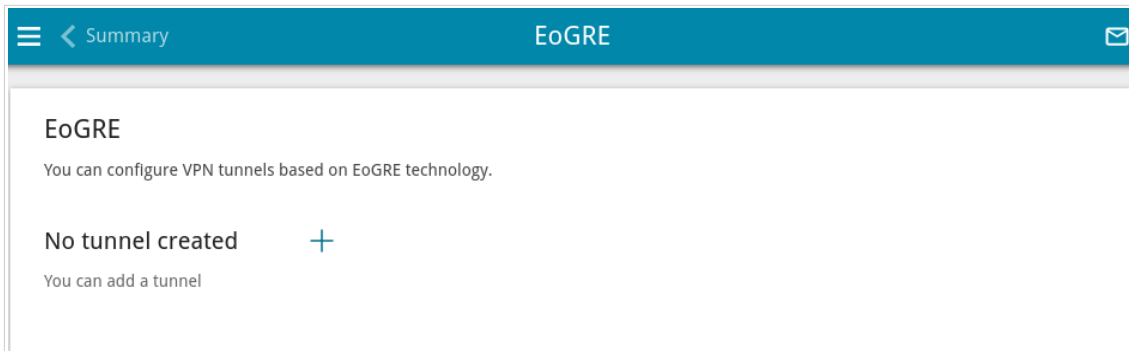 Summary
EoGRE
EoGRE
You can configure VPN tunnels based on EoGRE technology.
No tunnel created
You can add a tunnel